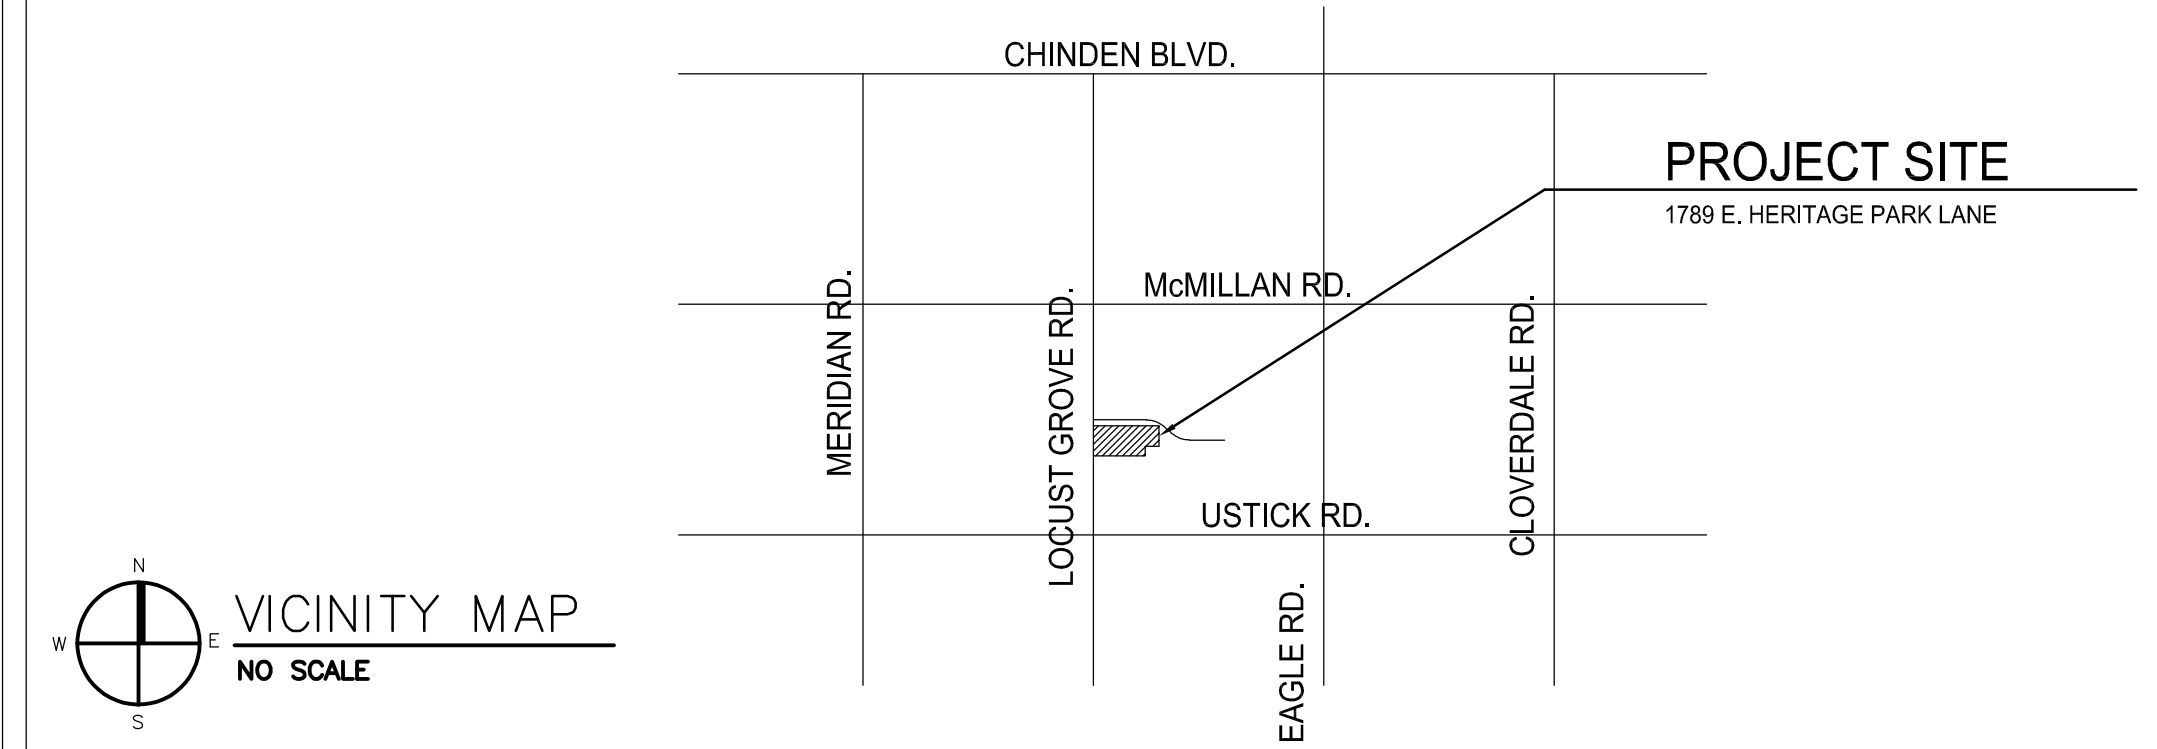 CHINDEN BLVD.
PROJECT SITE
1789 E. HERITAGE PARK LANE
McMILLAN RD.
MERIDIAN RD.
LOCUST GROVE RD.
CLOVERDALE RD.
USTICK RD.
EAGLE RD.
N
W
E
S
VICINITY MAP
NO SCALE